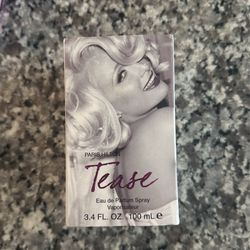 PARIS HILTON
Tease
Eau de Parfum Spray
Vaporisateur
3.4 FL. OZ. 100 mL e